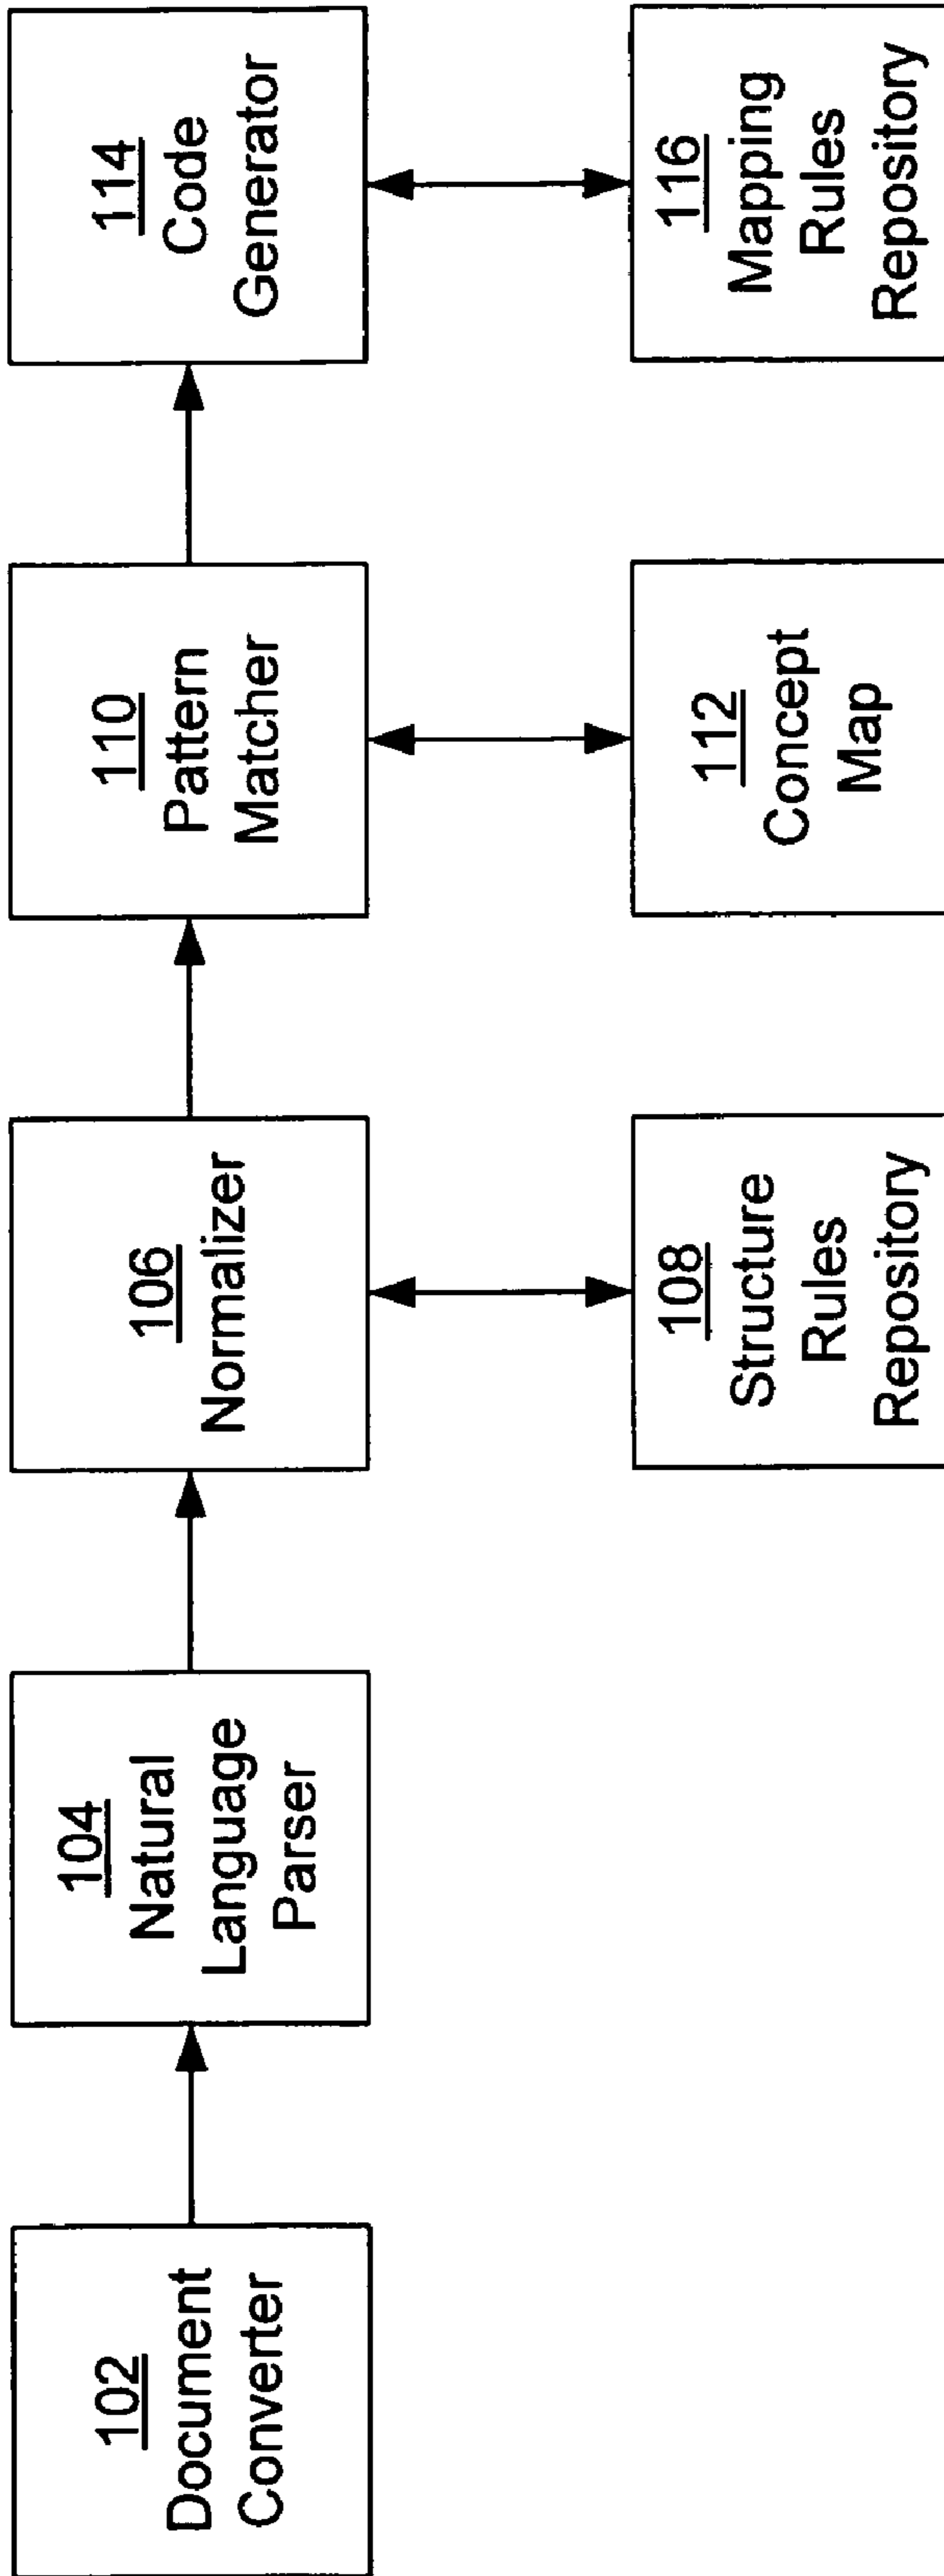 102
Document
Converter
104
Natural
Language
Parser
106
Normalizer
110
Pattern
Matcher
114
Code
Generator
108
Structure
Rules
Repository
112
Concept
Map
116
Mapping
Rules
Repository